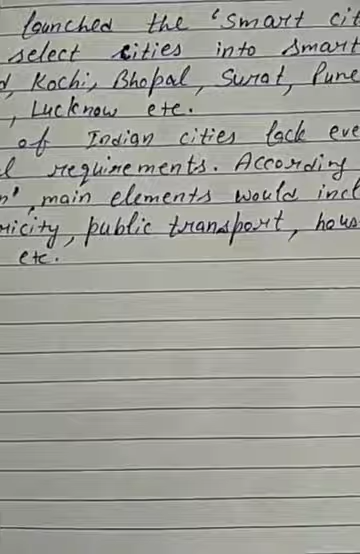 launched the 'Smart cit
select cities into smart
d, Kochi, Bhopal, Surat, Pune
, Lucknow etc.
of Indian cities lack eve
l requirements. According
n', main elements would incl
ricity, public transport, hous
etc.